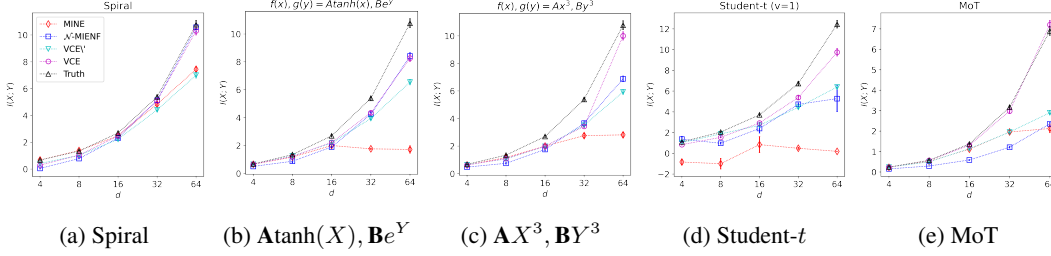 Spiral
I(X; Y)
10
8
6
4
2
0
MINE
𝒩-MIENF
VCE\'
VCE
Truth
4 8 16 32 64
d
(a) Spiral
f(x), g(y) = Atanh(x), Be^y
I(X; Y)
10
8
6
4
2
0
4 8 16 32 64
d
(b) Atanh(X), Be^Y
f(x), g(y) = Ax^3, By^3
I(X; Y)
10
8
6
4
2
0
4 8 16 32 64
d
(c) AX^3, BY^3
Student-t (v=1)
I(X; Y)
12
10
8
6
4
2
0
−2
4 8 16 32 64
d
(d) Student-t
MoT
I(X; Y)
7
6
5
4
3
2
1
0
4 8 16 32 64
d
(e) MoT